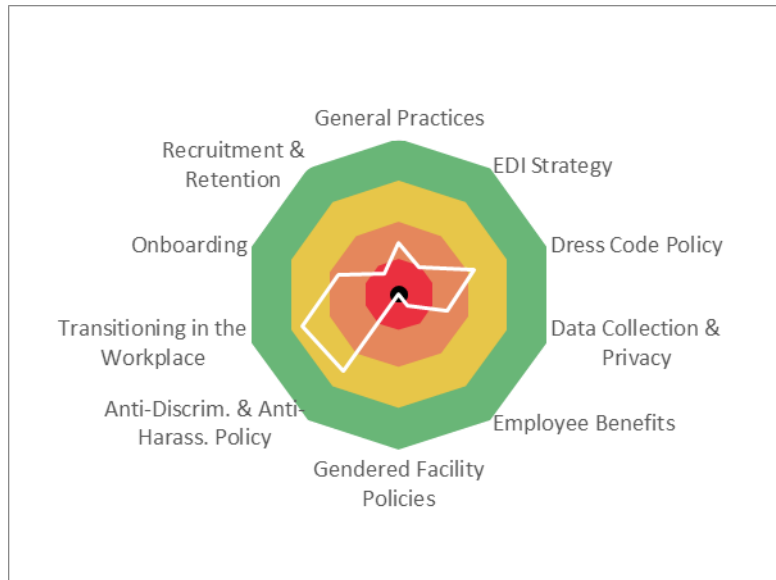 General Practices
EDI Strategy
Dress Code Policy
Data Collection &
Privacy
Employee Benefits
Gendered Facility
Policies
Anti-Discrim. & Anti-
Harass. Policy
Transitioning in the
Workplace
Onboarding
Recruitment &
Retention